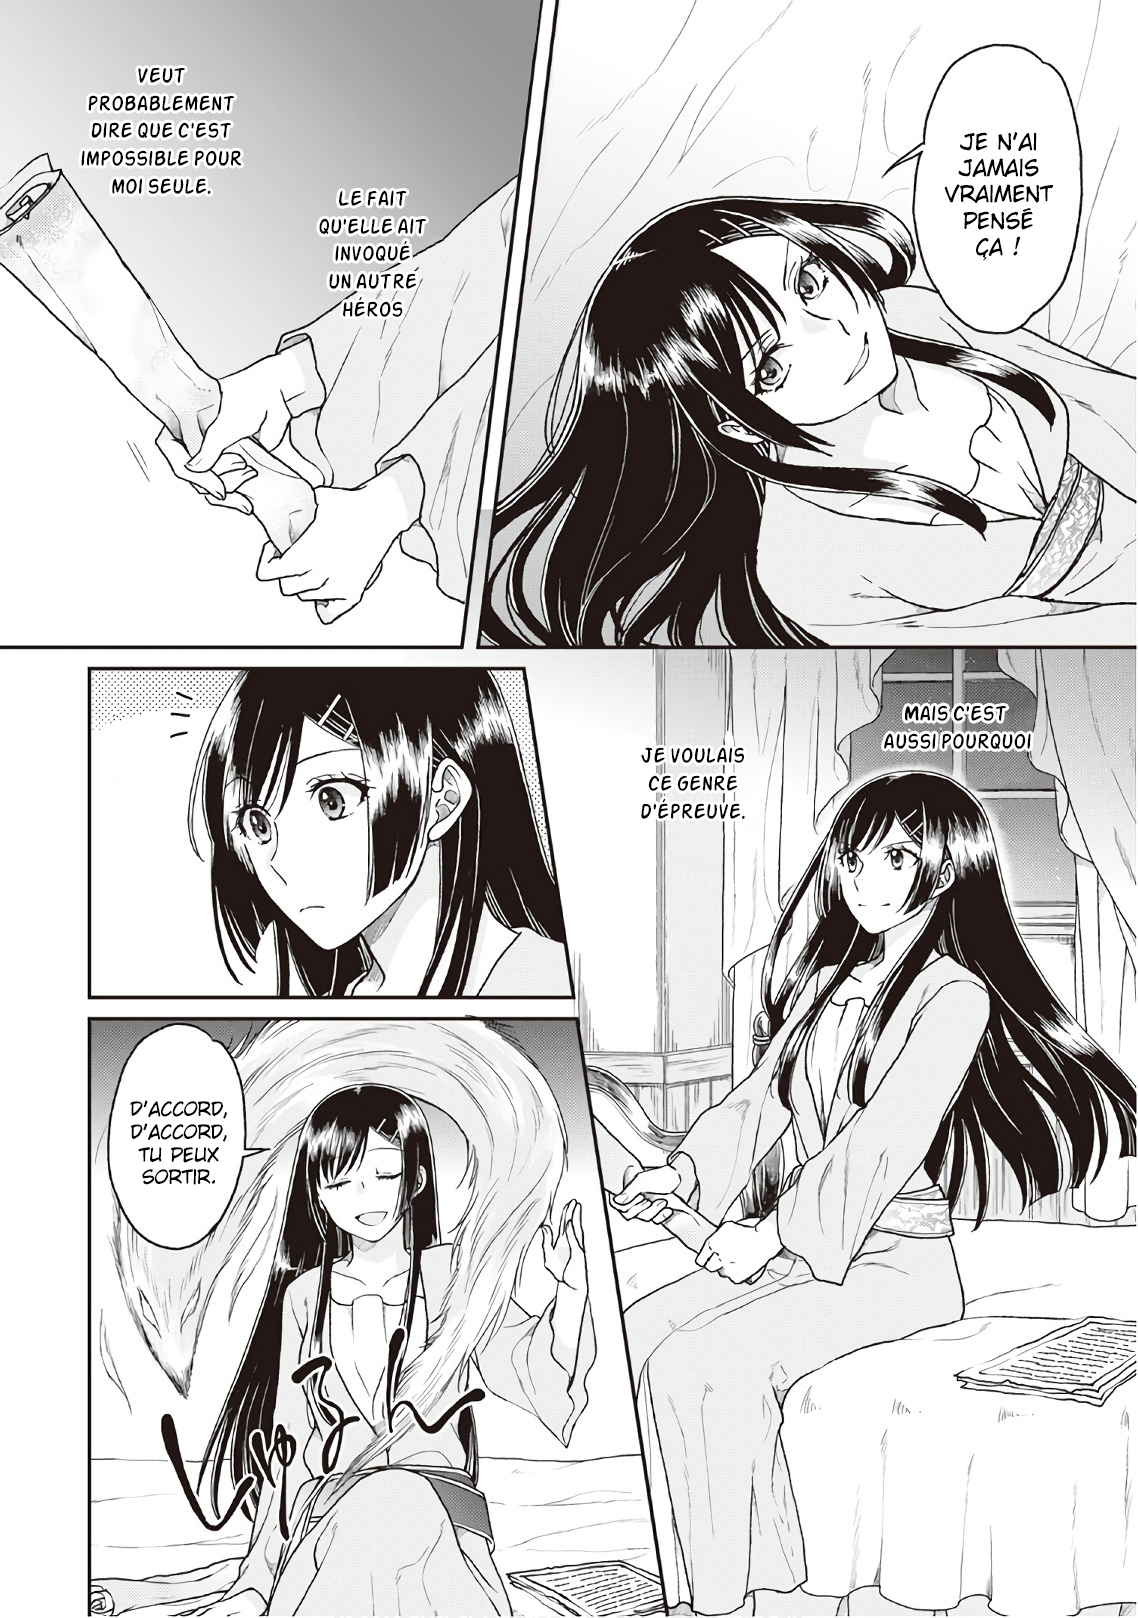 JE N'AI
JAMAIS
VRAIMENT
PENSÉ
ÇA !
LE FAIT
QU'ELLE AIT
INVOQUÉ
UN AUTRE
HÉROS
VEUT
PROBABLEMENT
DIRE QUE C'EST
IMPOSSIBLE POUR
MOI SEULE.
MAIS C'EST
AUSSI POURQUOI
JE VOULAIS
CE GENRE
D'ÉPREUVE.
D'ACCORD,
D'ACCORD,
TU PEUX
SORTIR.
しゅるん